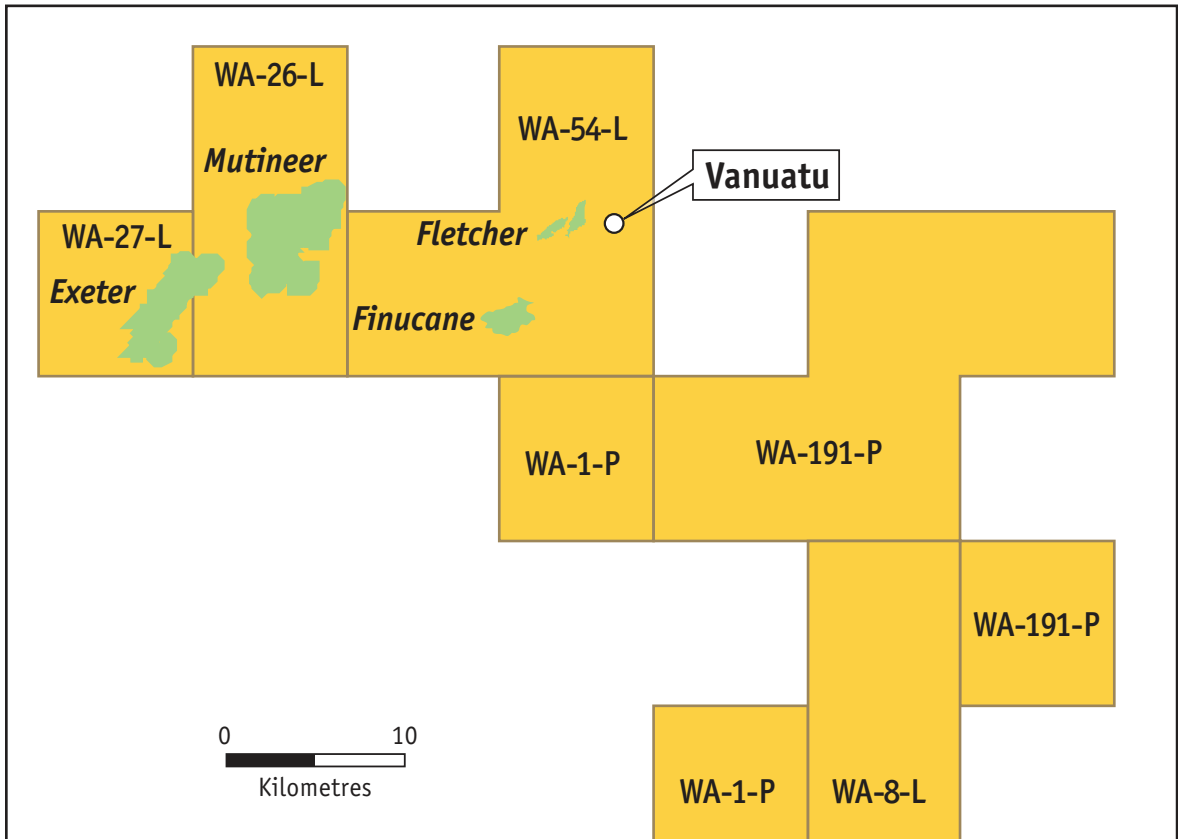 WA-26-L
Mutineer
WA-54-L
Vanuatu
WA-27-L
Fletcher
Exeter
Finucane
WA-1-P
WA-191-P
WA-191-P
0 10
Kilometres
WA-1-P
WA-8-L